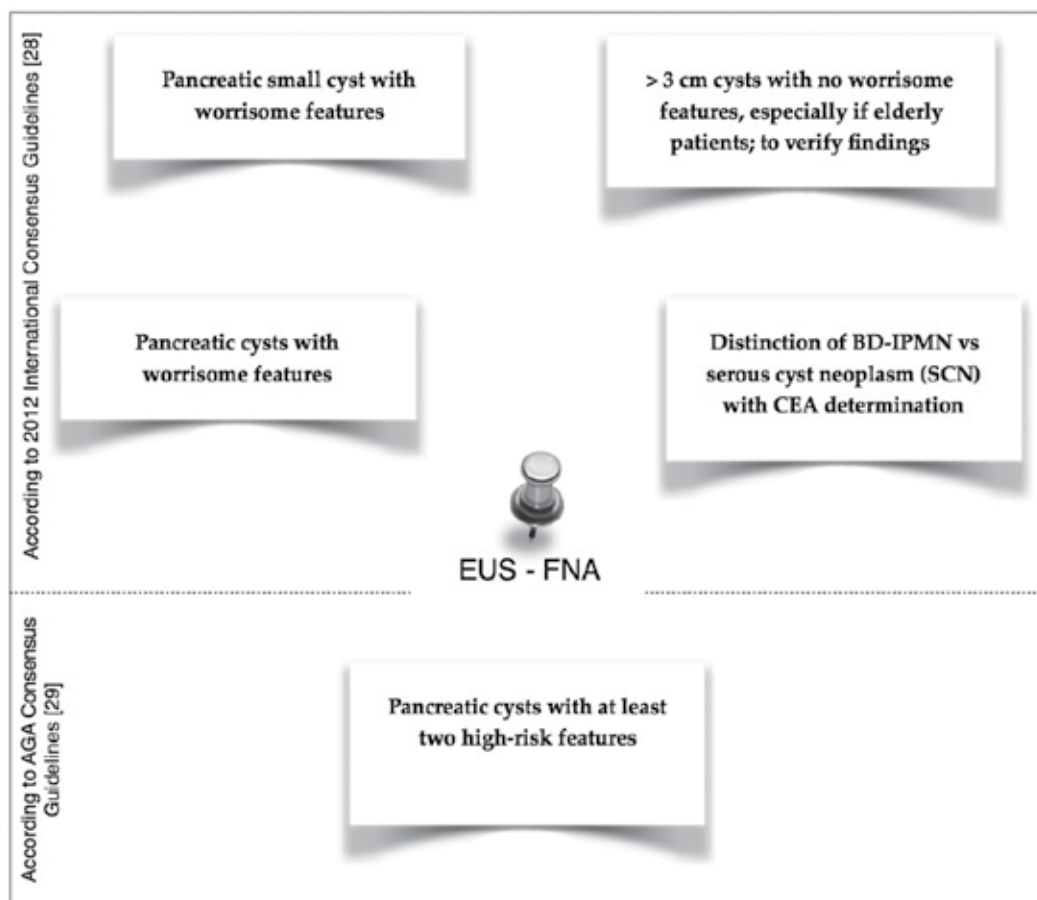 According to 2012 International Consensus Guidelines [28]
Pancreatic small cyst with
worrisome features
> 3 cm cysts with no worrisome
features, especially if elderly
patients; to verify findings
Pancreatic cysts with
worrisome features
Distinction of BD-IPMN vs
serous cyst neoplasm (SCN)
with CEA determination
EUS - FNA
According to AGA Consensus
Guidelines [29]
Pancreatic cysts with at least
two high-risk features